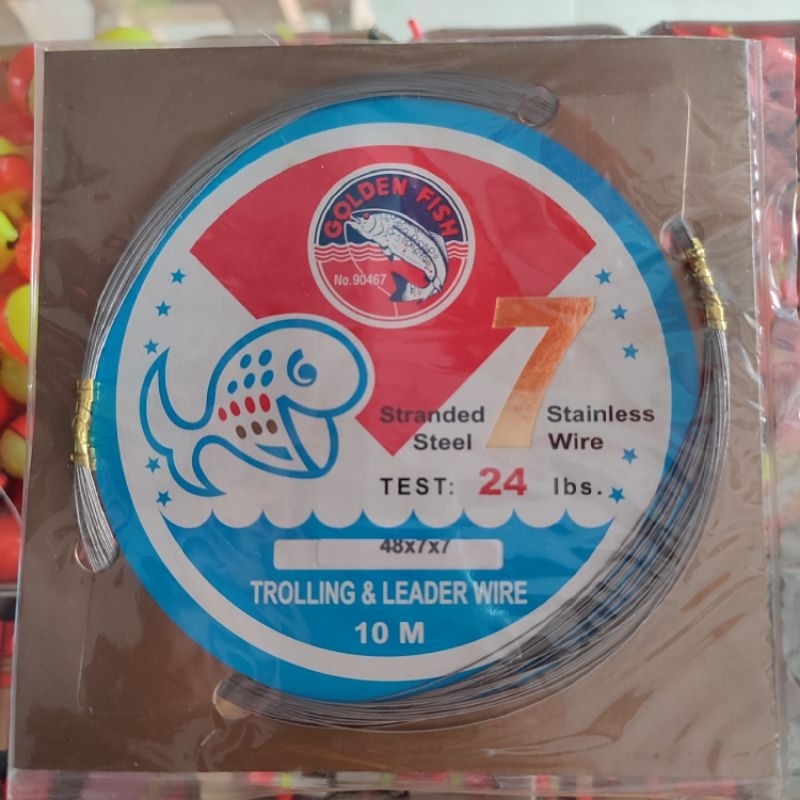 GOLDEN FISH
No.90467
7
Stranded Stainless
Steel Wire
TEST: 24 lbs.
48x7x7
TROLLING & LEADER WIRE
10 M